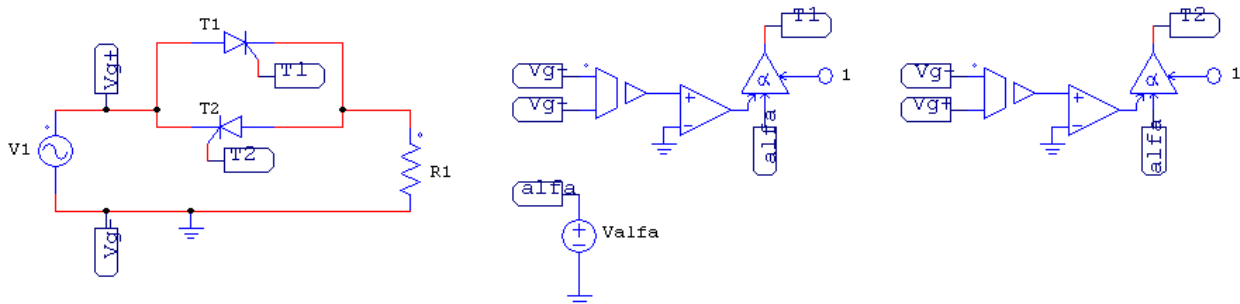 T1
Vg+
T1
T2
V1
T2
R1
Vg-
T1
Vg+
Vg-
α
1
alfa
alfa
Valfa
T2
Vg-
Vg+
α
1
alfa